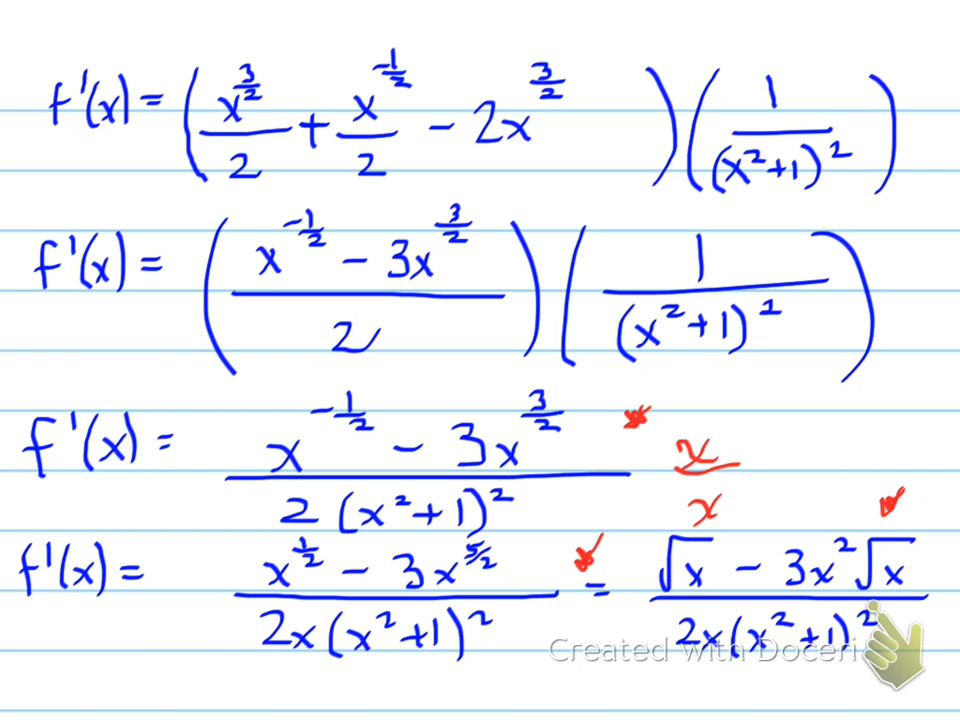 f'(x) = (x^(3/2)/2 + x^(-1/2)/2 - 2x^(3/2)) (1/(x²+1)²)
f'(x) = ((x^(-1/2) - 3x^(3/2))/2) (1/(x²+1)²)
f'(x) = (x^(-1/2) - 3x^(3/2))/(2(x²+1)²) x/x
f'(x) = (x^(1/2) - 3x^(5/2))/(2x(x²+1)²) = (√x - 3x²√x)/(2x(x²+1)²)
Created with Doceri